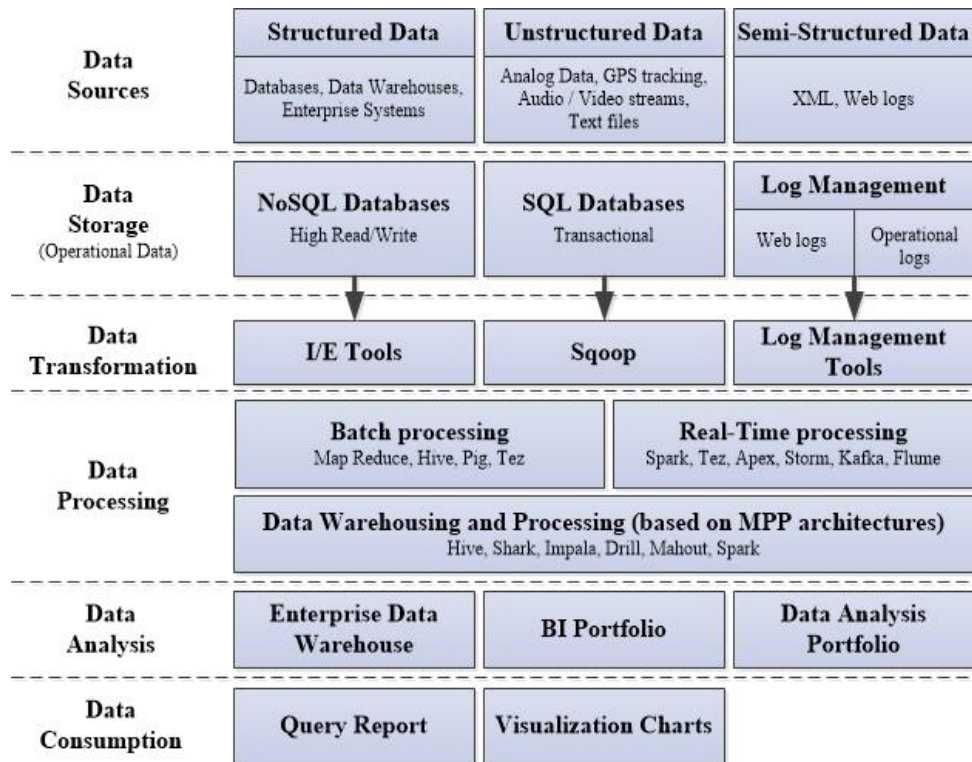 Data
Sources
Structured Data
Databases, Data Warehouses,
Enterprise Systems
Unstructured Data
Analog Data, GPS tracking,
Audio / Video streams,
Text files
Semi-Structured Data
XML, Web logs
Data
Storage
(Operational Data)
NoSQL Databases
High Read/Write
SQL Databases
Transactional
Log Management
Web logs
Operational
logs
Data
Transformation
I/E Tools
Sqoop
Log Management
Tools
Data
Processing
Batch processing
Map Reduce, Hive, Pig, Tez
Real-Time processing
Spark, Tez, Apex, Storm, Kafka, Flume
Data Warehousing and Processing (based on MPP architectures)
Hive, Shark, Impala, Drill, Mahout, Spark
Data
Analysis
Enterprise Data
Warehouse
BI Portfolio
Data Analysis
Portfolio
Data
Consumption
Query Report
Visualization Charts